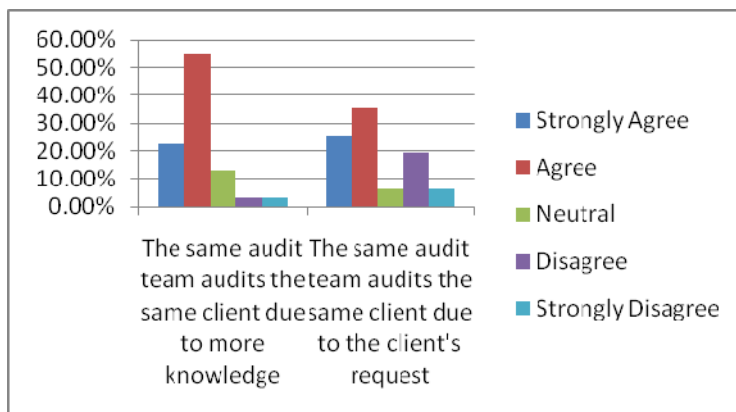 60.00%
50.00%
40.00%
30.00%
20.00%
10.00%
0.00%
The same audit
team audits the
same client due
to more
knowledge
The same audit
team audits the
same client due
to the client's
request
Strongly Agree
Agree
Neutral
Disagree
Strongly Disagree